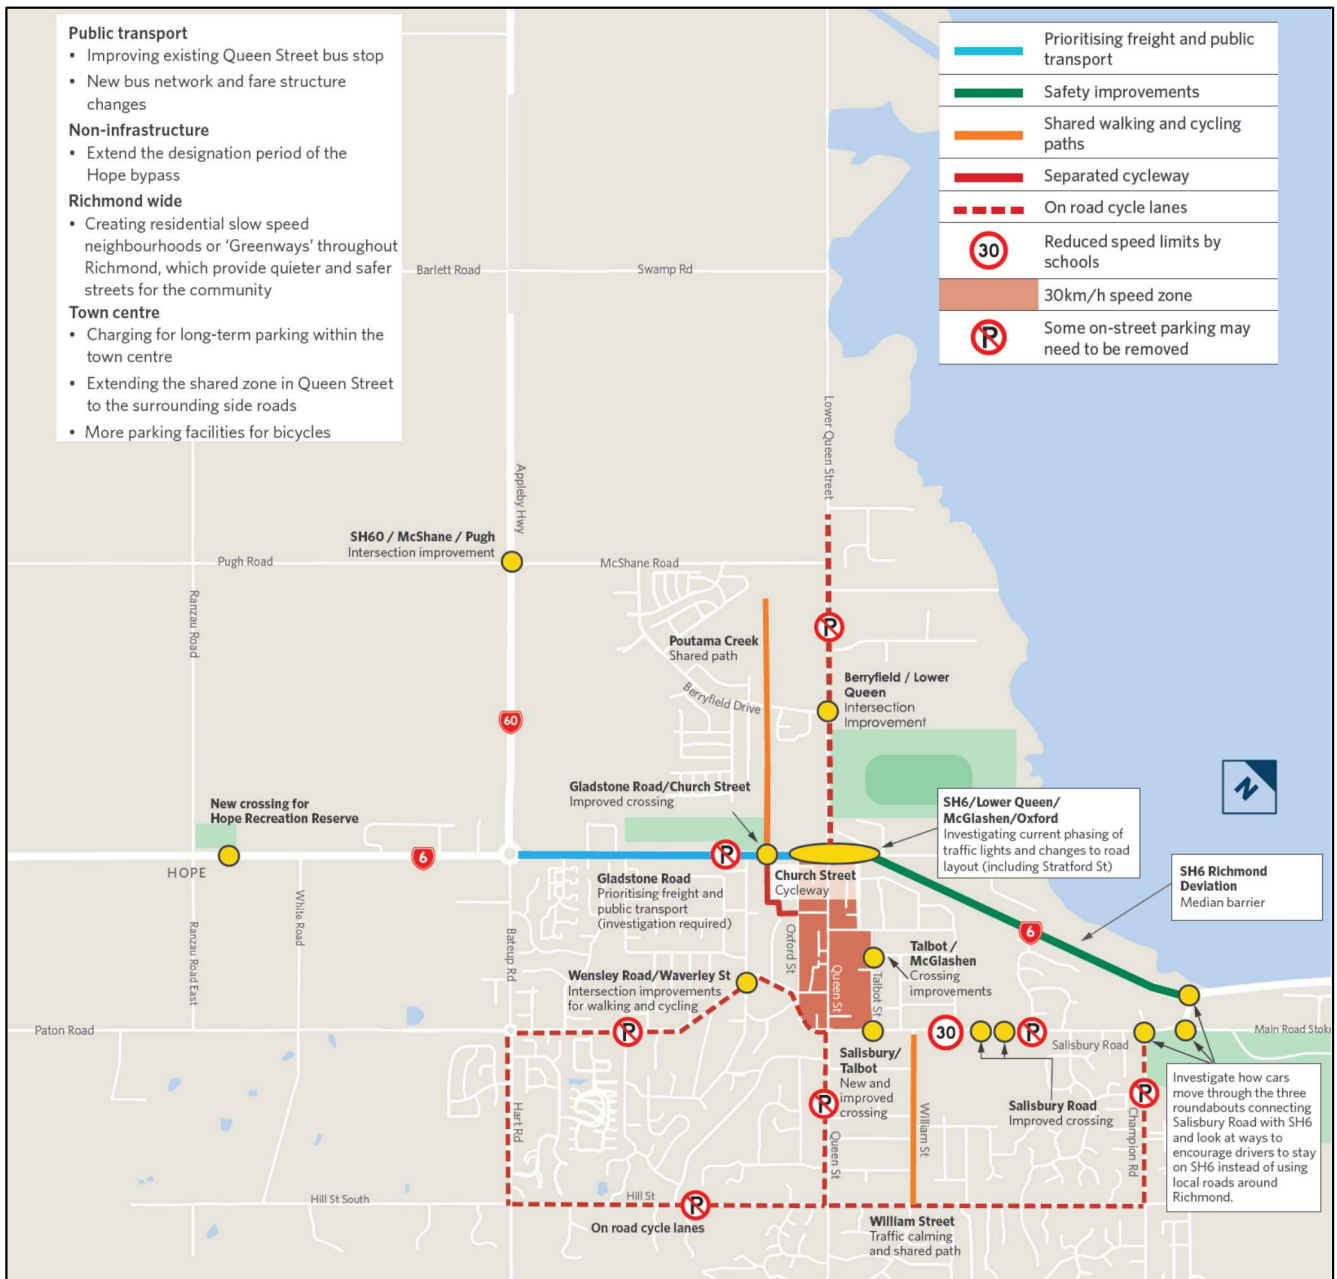 Public transport
• Improving existing Queen Street bus stop
• New bus network and fare structure
changes
Non-infrastructure
• Extend the designation period of the
Hope bypass
Richmond wide
• Creating residential slow speed
neighbourhoods or ‘Greenways’ throughout
Richmond, which provide quieter and safer
streets for the community
Town centre
• Charging for long-term parking within the
town centre
• Extending the shared zone in Queen Street
to the surrounding side roads
• More parking facilities for bicycles
Prioritising freight and public
transport
Safety improvements
Shared walking and cycling
paths
Separated cycleway
On road cycle lanes
30
Reduced speed limits by
schools
30km/h speed zone
P
Some on-street parking may
need to be removed
Barlett Road
Swamp Rd
Lower Queen Street
Appleby Hwy
SH60 / McShane / Pugh
Intersection improvement
Pugh Road
McShane Road
Ranzau Road
P
Poutama Creek
Shared path
Berryfield Drive
Berryfield / Lower
Queen
Intersection
Improvement
60
N
Gladstone Road/Church Street
Improved crossing
New crossing for
Hope Recreation Reserve
SH6/Lower Queen/
McGlashen/Oxford
Investigating current phasing of
traffic lights and changes to road
layout (including Stratford St)
6
P
HOPE
Gladstone Road
Prioritising freight and
public transport
(investigation required)
Church Street
Cycleway
SH6 Richmond
Deviation
Median barrier
White Road
Ranzau Road East
Bateup Rd
Oxford St
Queen St
Talbot St
6
Talbot /
McGlashen
Crossing
improvements
Wensley Road/Waverley St
Intersection improvements
for walking and cycling
Paton Road
P
30
P
Salisbury Road
Main Road Stok
Salisbury/
Talbot
New and
improved
crossing
Salisbury Road
Improved crossing
P
P
Hart Rd
Queen St
William St
Champion Rd
Investigate how cars
move through the three
roundabouts connecting
Salisbury Road with SH6
and look at ways to
encourage drivers to stay
on SH6 instead of using
local roads around
Richmond.
Hill St South
Hill St
P
On road cycle lanes
William Street
Traffic calming
and shared path